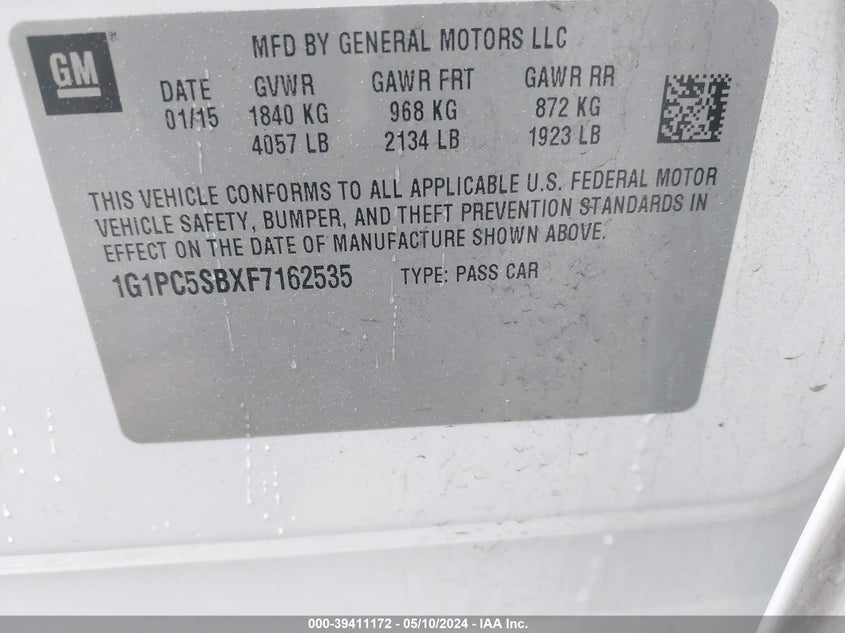 GM
MFD BY GENERAL MOTORS LLC
DATE GVWR GAWR FRT GAWR RR
01/15 1840 KG 968 KG 872 KG
4057 LB 2134 LB 1923 LB
THIS VEHICLE CONFORMS TO ALL APPLICABLE U.S. FEDERAL MOTOR
VEHICLE SAFETY, BUMPER, AND THEFT PREVENTION STANDARDS IN
EFFECT ON THE DATE OF MANUFACTURE SHOWN ABOVE.
1G1PC5SBXF7162535 TYPE: PASS CAR
000-39411172 - 05/10/2024 - IAA Inc.